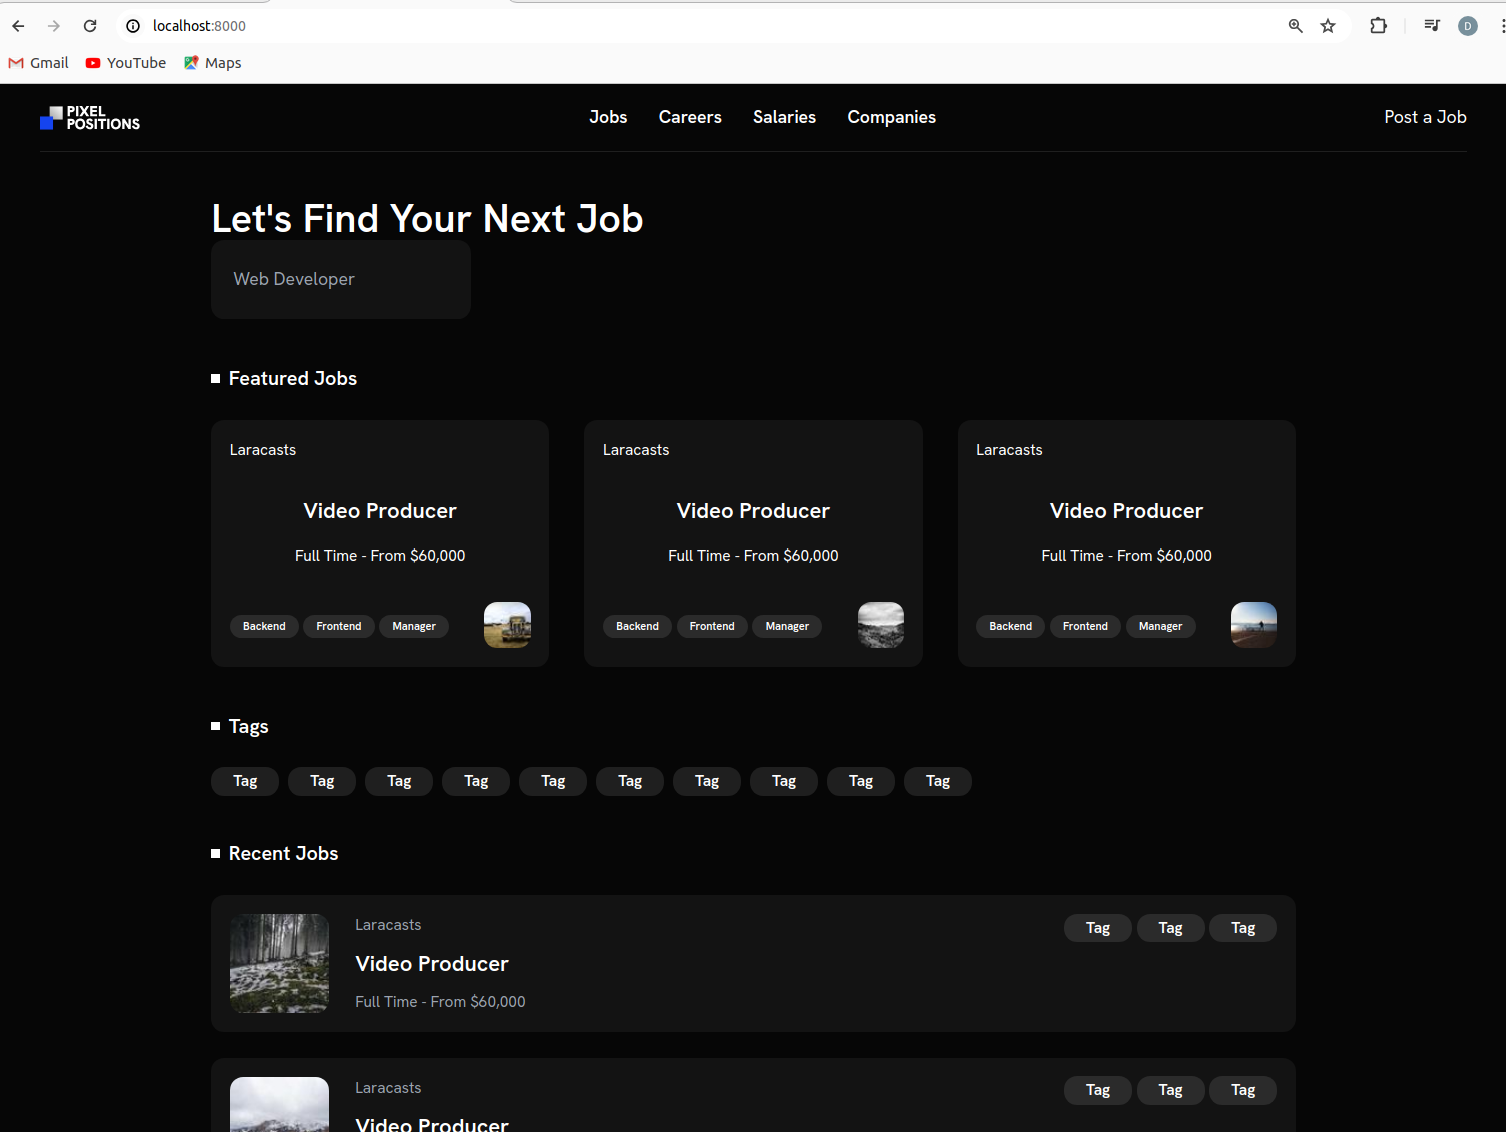 localhost:8000
Gmail YouTube Maps
PIXEL
POSITIONS
Jobs Careers Salaries Companies
Post a Job
Let's Find Your Next Job
Web Developer
Featured Jobs
Laracasts
Video Producer
Full Time - From $60,000
Backend Frontend Manager
Laracasts
Video Producer
Full Time - From $60,000
Backend Frontend Manager
Laracasts
Video Producer
Full Time - From $60,000
Backend Frontend Manager
Tags
Tag Tag Tag Tag Tag Tag Tag Tag Tag Tag
Recent Jobs
Laracasts
Video Producer
Full Time - From $60,000
Tag Tag Tag
Laracasts
Video Producer
Tag Tag Tag
D